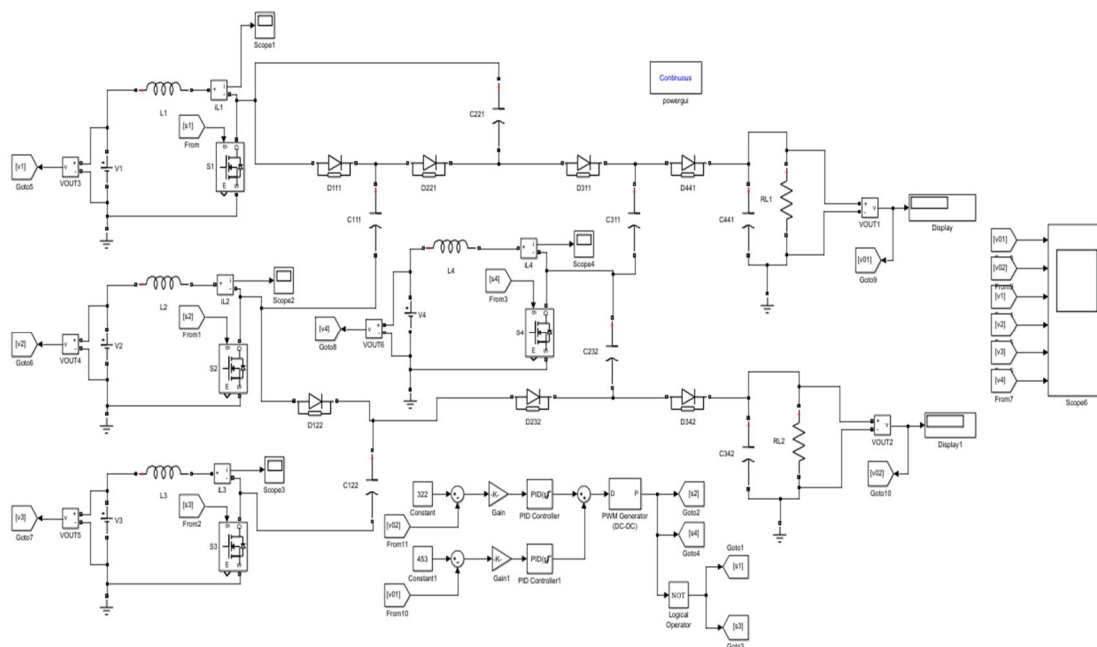 Scope1
Continuous
powergui
L1
iL1
C221
[s1]
From
S1
g
C
E
[v1]
Goto5
VOUT3
V1
D111
D221
D311
D441
RL1
C441
VOUT1
Display
[v01]
Goto9
C111
C311
L4
iL4
Scope4
[s4]
From3
S4
g
E
V4
[v4]
Goto8
VOUT6
C232
L2
iL2
Scope2
[s2]
From1
S2
g
E
V2
[v2]
Goto6
VOUT4
[v01]
[v02]
From9
[v1]
[v2]
[v3]
[v4]
From7
Scope6
D122
D232
D342
RL2
C342
VOUT2
Display1
[v02]
Goto10
L3
iL3
Scope3
[s3]
From2
S3
g
E
V3
[v3]
Goto7
VOUT5
C122
322
Constant
[v02]
From11
-K-
Gain
PID(s)
PID Controller
D
P
PWM Generator
(DC-DC)
[s2]
Goto2
[s4]
Goto4
453
Constant1
[v01]
From10
-K-
Gain1
PID(s)
PID Controller1
NOT
Logical
Operator
Goto1
[s1]
[s3]
Goto3